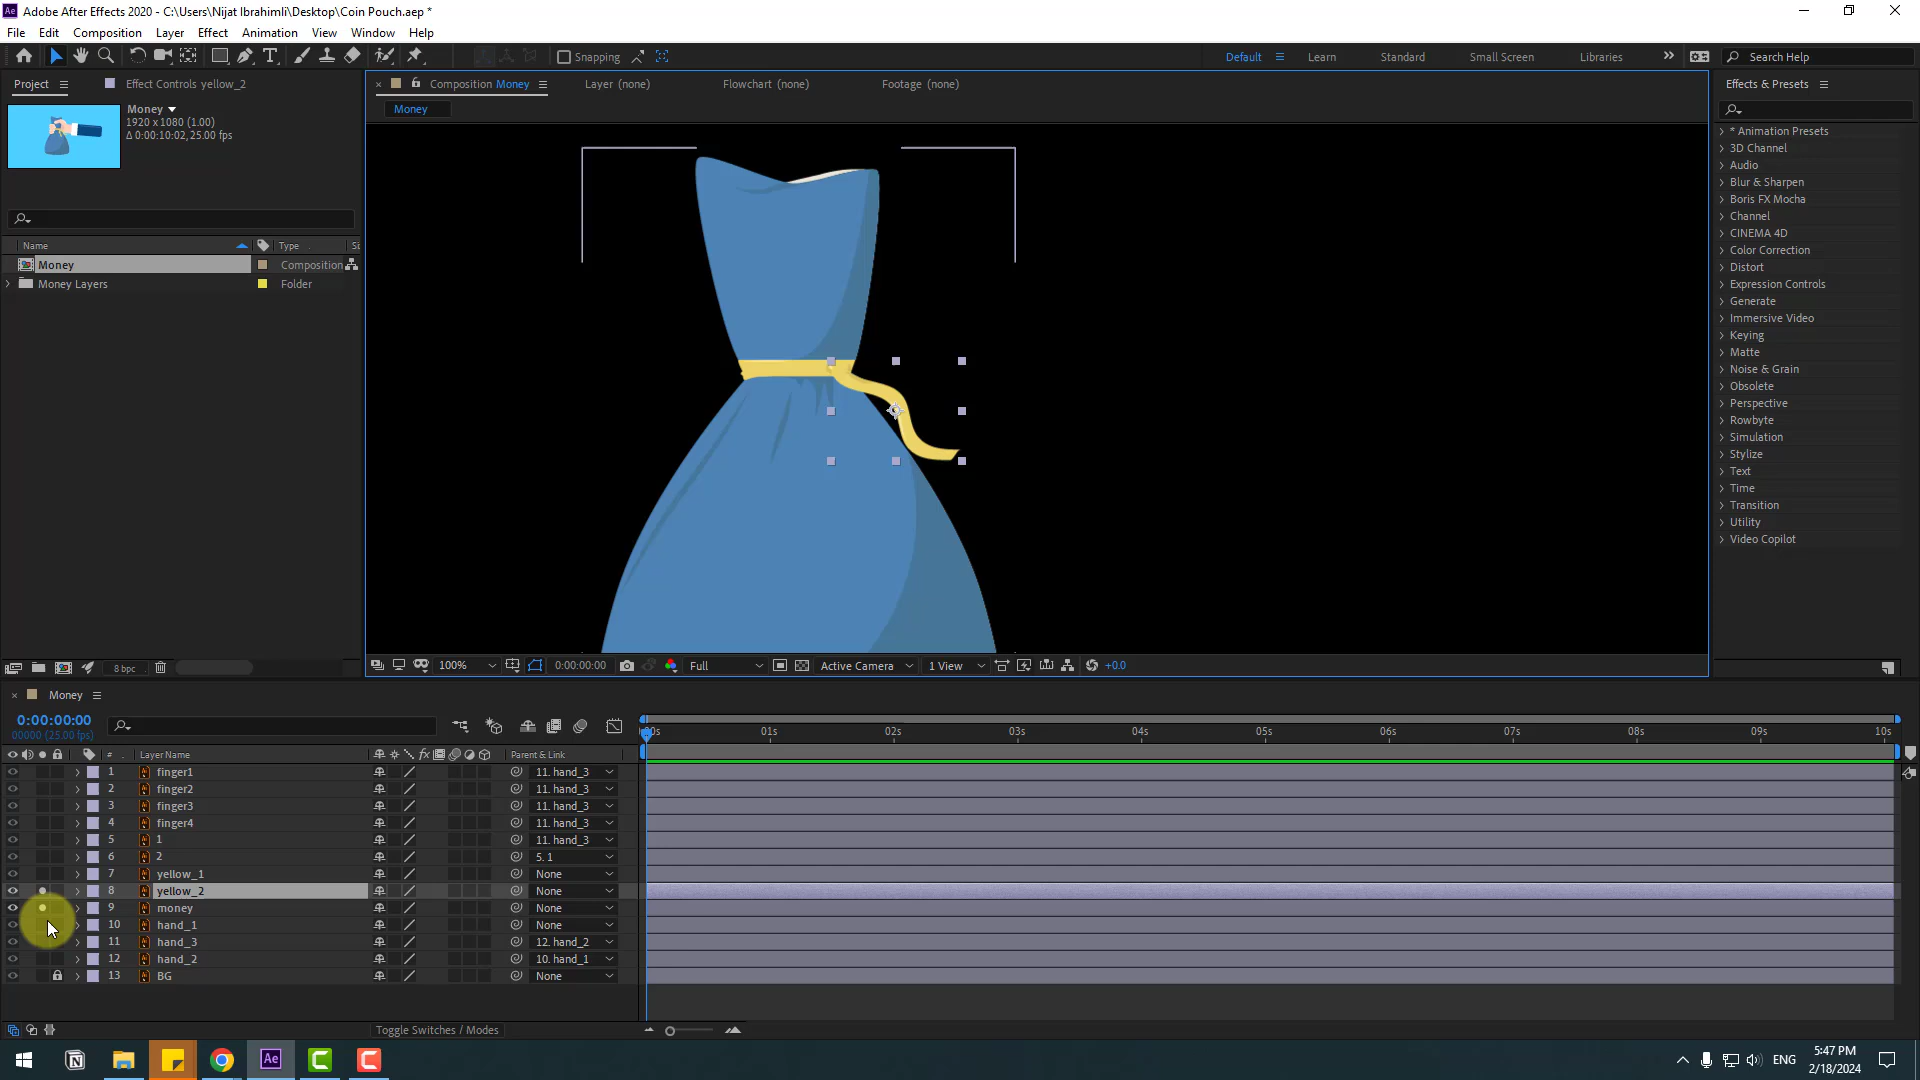 Adobe After Effects 2020 - C:\Users\Nijat Ibrahimli\Desktop\Coin Pouch.aep *
File Edit Composition Layer Effect Animation View Window Help
Snapping
Default Learn Standard Small Screen Libraries Search Help
Project Effect Controls yellow_2
Composition Money Layer (none) Flowchart (none) Footage (none)
Effects & Presets
Money
1920 x 1080 (1.00)
Δ 0:00:10:02, 25.00 fps
Money
Name Type
Money Composition
Money Layers Folder
* Animation Presets
3D Channel
Audio
Blur & Sharpen
Boris FX Mocha
Channel
CINEMA 4D
Color Correction
Distort
Expression Controls
Generate
Immersive Video
Keying
Matte
Noise & Grain
Obsolete
Perspective
Rowbyte
Simulation
Stylize
Text
Time
Transition
Utility
Video Copilot
8 bpc
100% 0:00:00:00 Full Active Camera 1 View +0.0
Money
0:00:00:00
00000 (25.00 fps)
01s 02s 03s 04s 05s 06s 07s 08s 09s 10s
# Layer Name fx Parent & Link
1 finger1 11. hand_3
2 finger2 11. hand_3
3 finger3 11. hand_3
4 finger4 11. hand_3
5 1 11. hand_3
6 2 5. 1
7 yellow_1 None
8 yellow_2 None
9 money None
10 hand_1 None
11 hand_3 12. hand_2
12 hand_2 10. hand_1
13 BG None
Toggle Switches / Modes
ENG
5:47 PM
2/18/2024